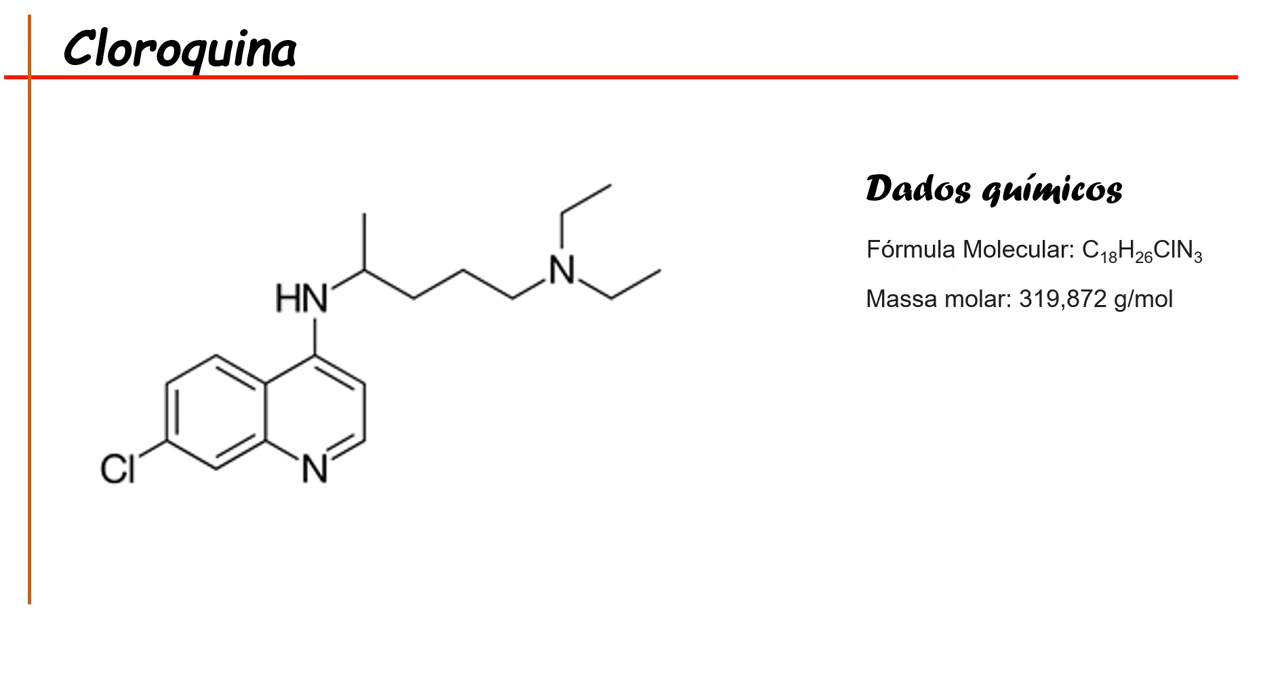 Cloroquina
Dados químicos
Fórmula Molecular: C₁₈H₂₆ClN₃
Massa molar: 319,872 g/mol
N
HN
Cl
N